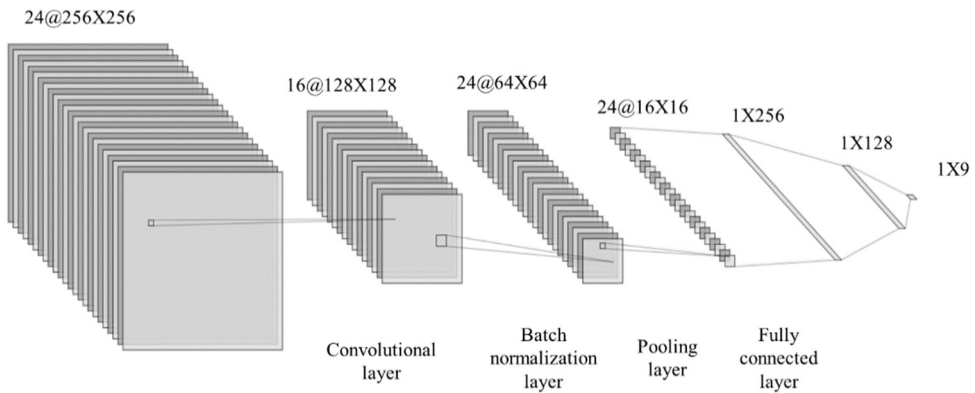 24@256X256
16@128X128
24@64X64
24@16X16
1X256
1X128
1X9
Convolutional
layer
Batch
normalization
layer
Pooling
layer
Fully
connected
layer